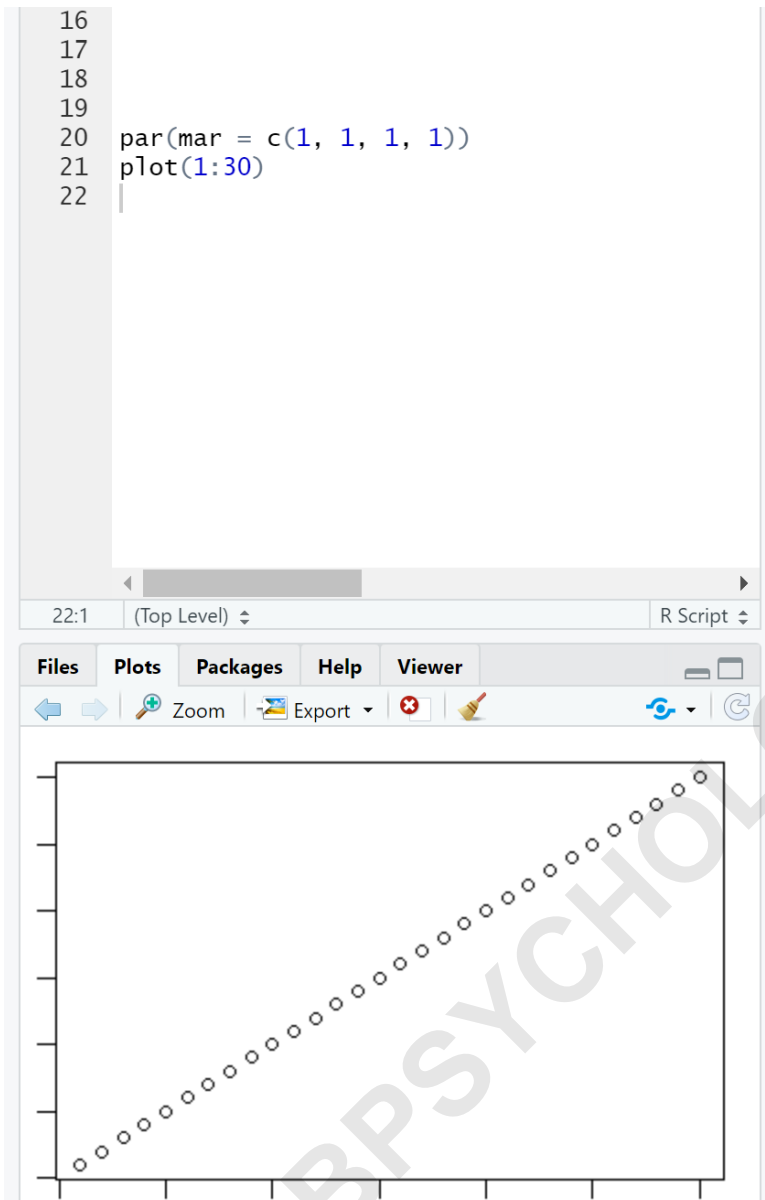 16
17
18
19
20 par(mar = c(1, 1, 1, 1))
21 plot(1:30)
22
22:1 (Top Level) R Script
Files Plots Packages Help Viewer
Zoom Export
BPSYCHOL